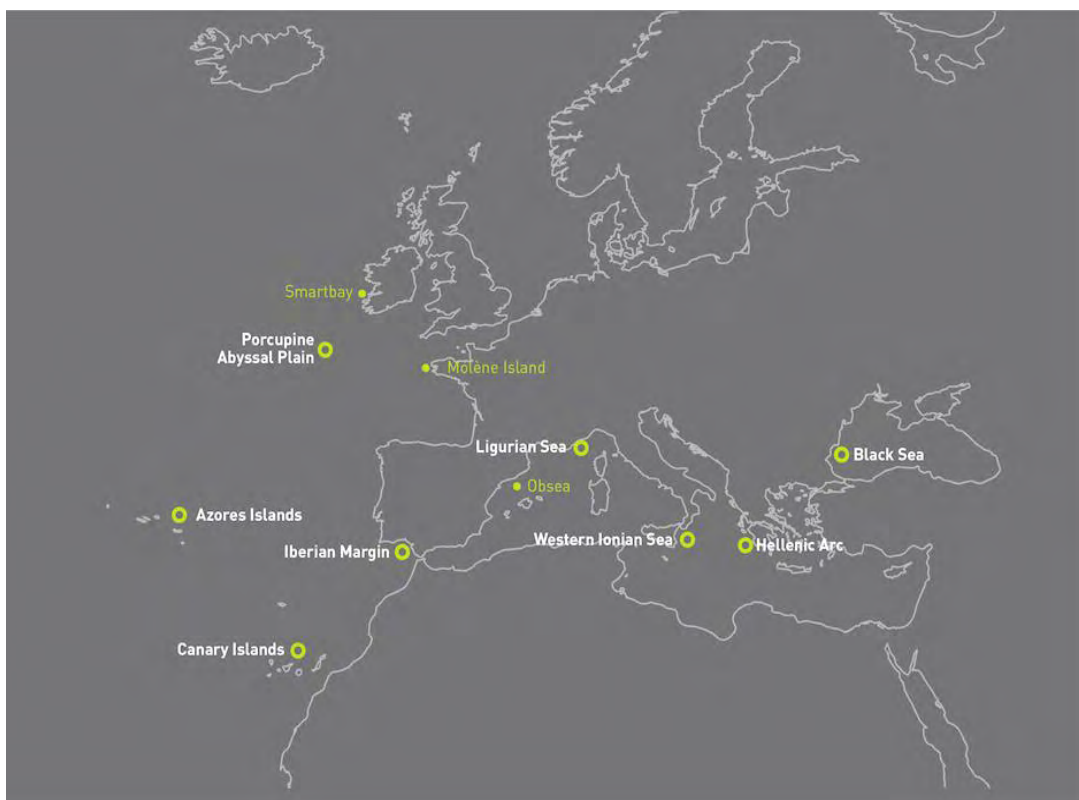 Smartbay
Porcupine
Abyssal Plain
Molène Island
Ligurian Sea
Black Sea
Obsea
Azores Islands
Western Ionian Sea
Hellenic Arc
Iberian Margin
Canary Islands